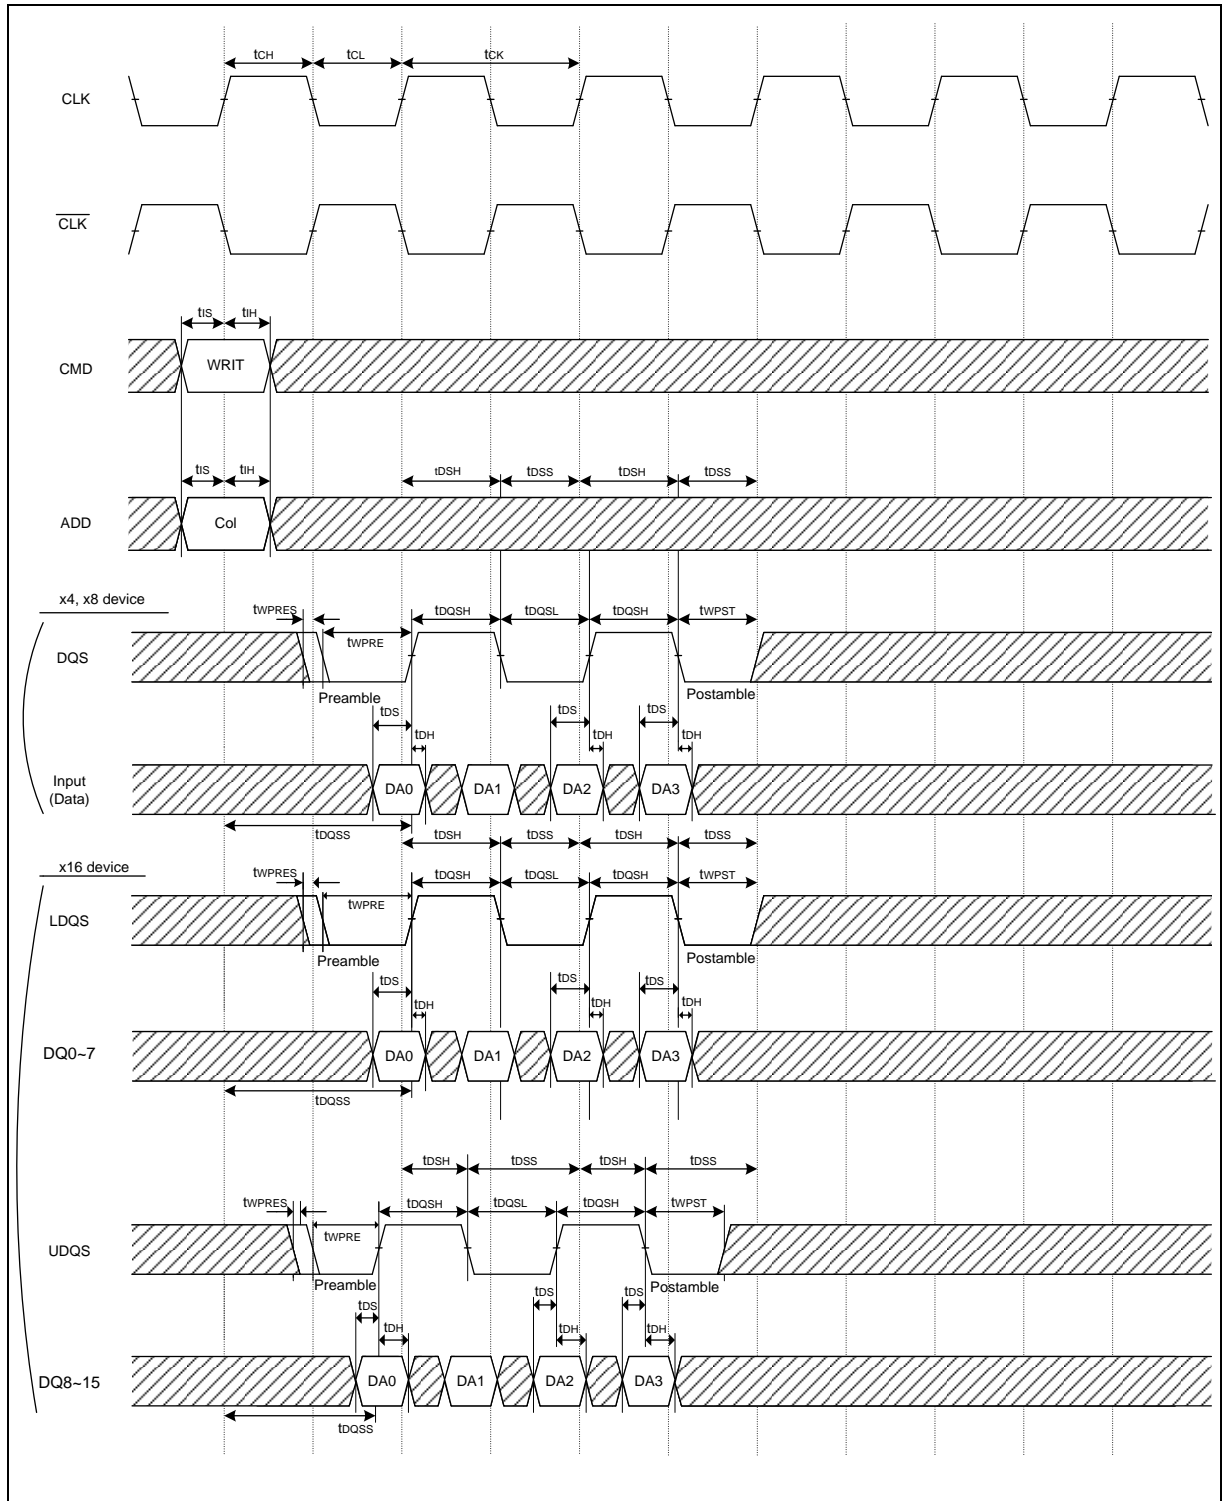 tCH tCL tCK
CLK
CLK
tIS tIH
CMD WRIT
tIS tIH tDSH tDSS tDSH tDSS
ADD Col
x4, x8 device
tWPRES tDQSH tDQSL tDQSH tWPST
tWPRE
DQS
Preamble Postamble
tDS tDS tDS
tDH tDH tDH
Input
(Data)
DA0 DA1 DA2 DA3
tDQSS tDSH tDSS tDSH tDSS
x16 device
tWPRES tDQSH tDQSL tDQSH tWPST
tWPRE
LDQS
Preamble Postamble
tDS tDS tDS
tDH tDH tDH
DQ0~7 DA0 DA1 DA2 DA3
tDQSS
tDSH tDSS tDSH tDSS
tWPRES tDQSH tDQSL tDQSH tWPST
tWPRE
UDQS
Preamble Postamble
tDS tDS tDS
tDH tDH tDH
DQ8~15 DA0 DA1 DA2 DA3
tDQSS